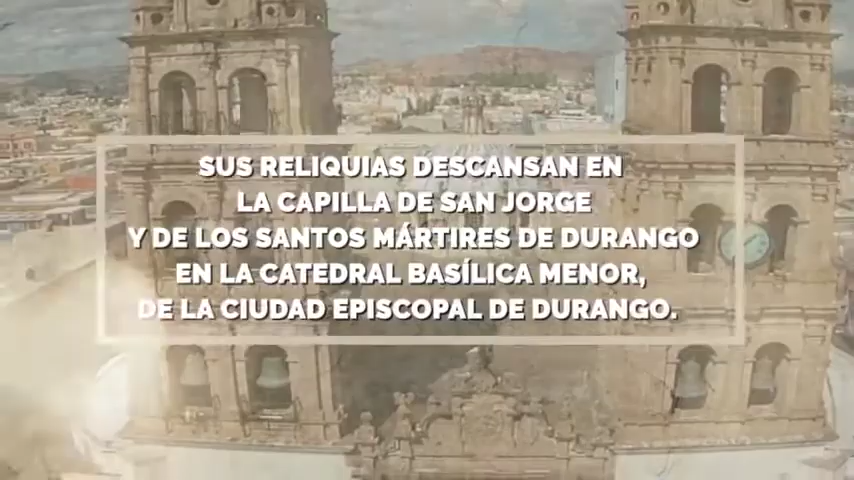 SUS RELIQUIAS DESCANSAN EN
LA CAPILLA DE SAN JORGE
Y DE LOS SANTOS MÁRTIRES DE DURANGO
EN LA CATEDRAL BASÍLICA MENOR,
DE LA CIUDAD EPISCOPAL DE DURANGO.